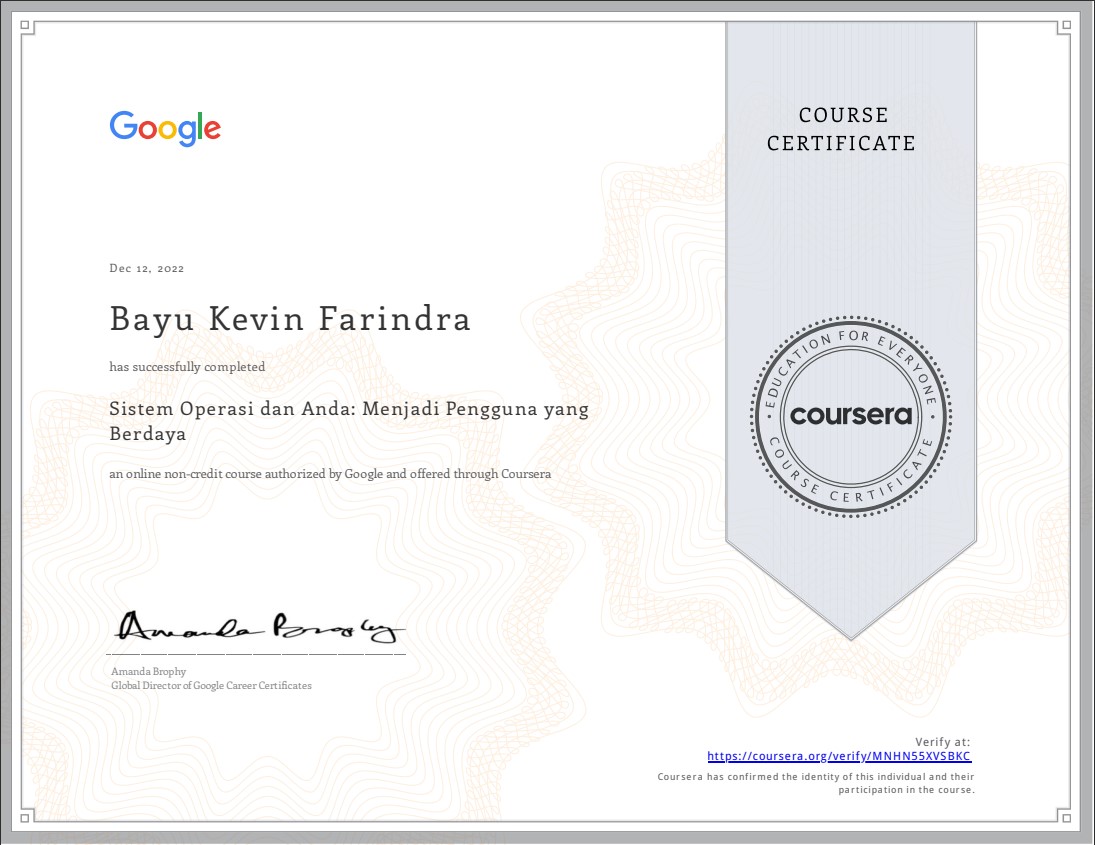 Google
COURSE
CERTIFICATE
Dec 12, 2022
Bayu Kevin Farindra
has successfully completed
Sistem Operasi dan Anda: Menjadi Pengguna yang
Berdaya
an online non-credit course authorized by Google and offered through Coursera
EDUCATION FOR EVERYONE
coursera
COURSE CERTIFICATE
Amanda Brophy
Amanda Brophy
Global Director of Google Career Certificates
Verify at:
https://coursera.org/verify/MNHN55XVSBKC
Coursera has confirmed the identity of this individual and their
participation in the course.